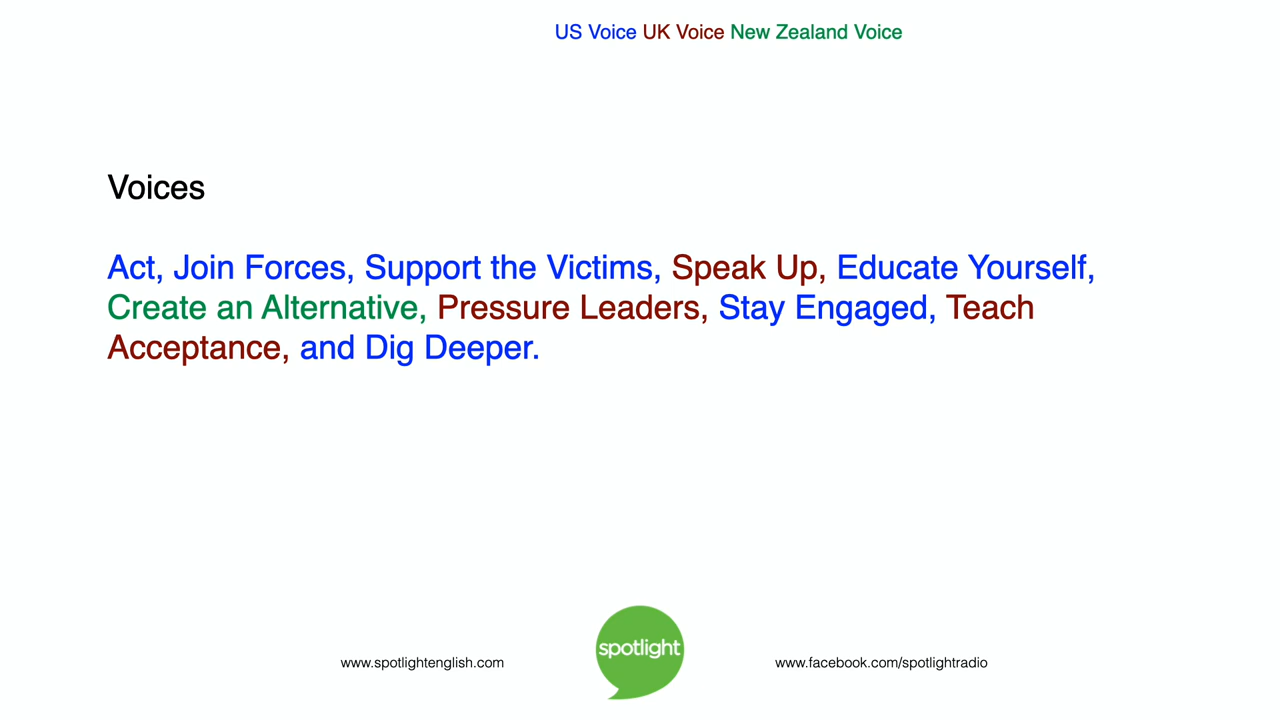 US Voice UK Voice New Zealand Voice
Voices
Act, Join Forces, Support the Victims, Speak Up, Educate Yourself,
Create an Alternative, Pressure Leaders, Stay Engaged, Teach
Acceptance, and Dig Deeper.
www.spotlightenglish.com
spotlight
www.facebook.com/spotlightradio